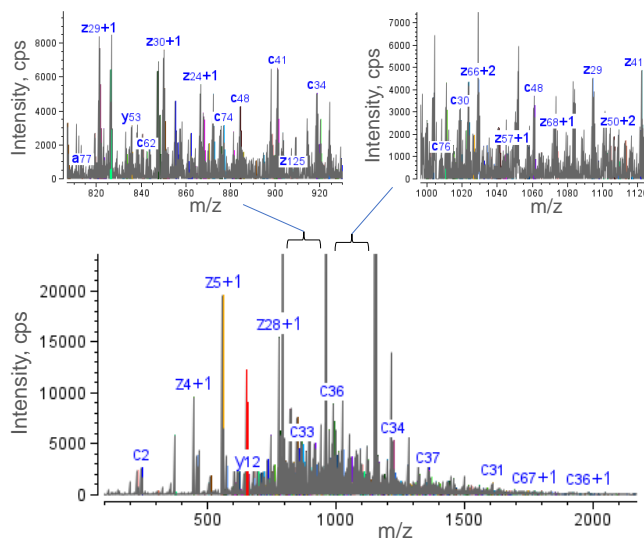 z29+1
z30+1
z24+1
c41
c34
c48
c74
y53
c62
a77
z125
8000
6000
4000
2000
0
820 840 860 880 900 920
m/z
Intensity, cps
z66+2
z29
z41
c30
c48
z68+1
z50+2
z57+1
c76
7000
6000
5000
4000
3000
2000
1000
0
1000 1020 1040 1060 1080 1100 1120
m/z
Intensity, cps
Z5+1
Z28+1
Z4+1
C36
C33
C34
C2
y12
C37
C31
C67+1
C36+1
20000
15000
10000
5000
0
500 1000 1500 2000
m/z
Intensity, cps